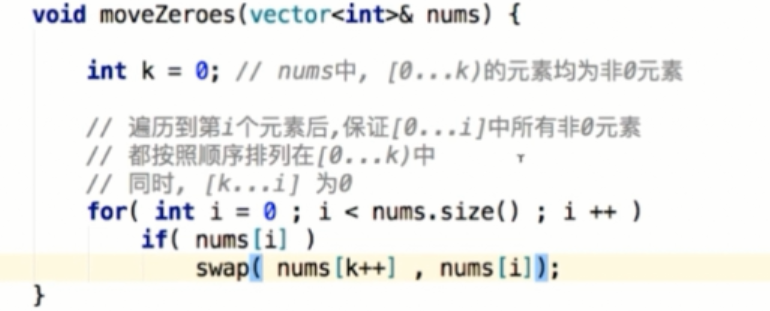 void moveZeroes(vector<int>& nums) {
int k = 0; // nums中, [0...k)的元素均为非0元素
// 遍历到第i个元素后,保证[0...i]中所有非0元素
// 都按照顺序排列在[0...k)中
// 同时, [k...i] 为0
for( int i = 0 ; i < nums.size() ; i ++ )
if( nums[i] )
swap( nums[k++] , nums[i]);
}